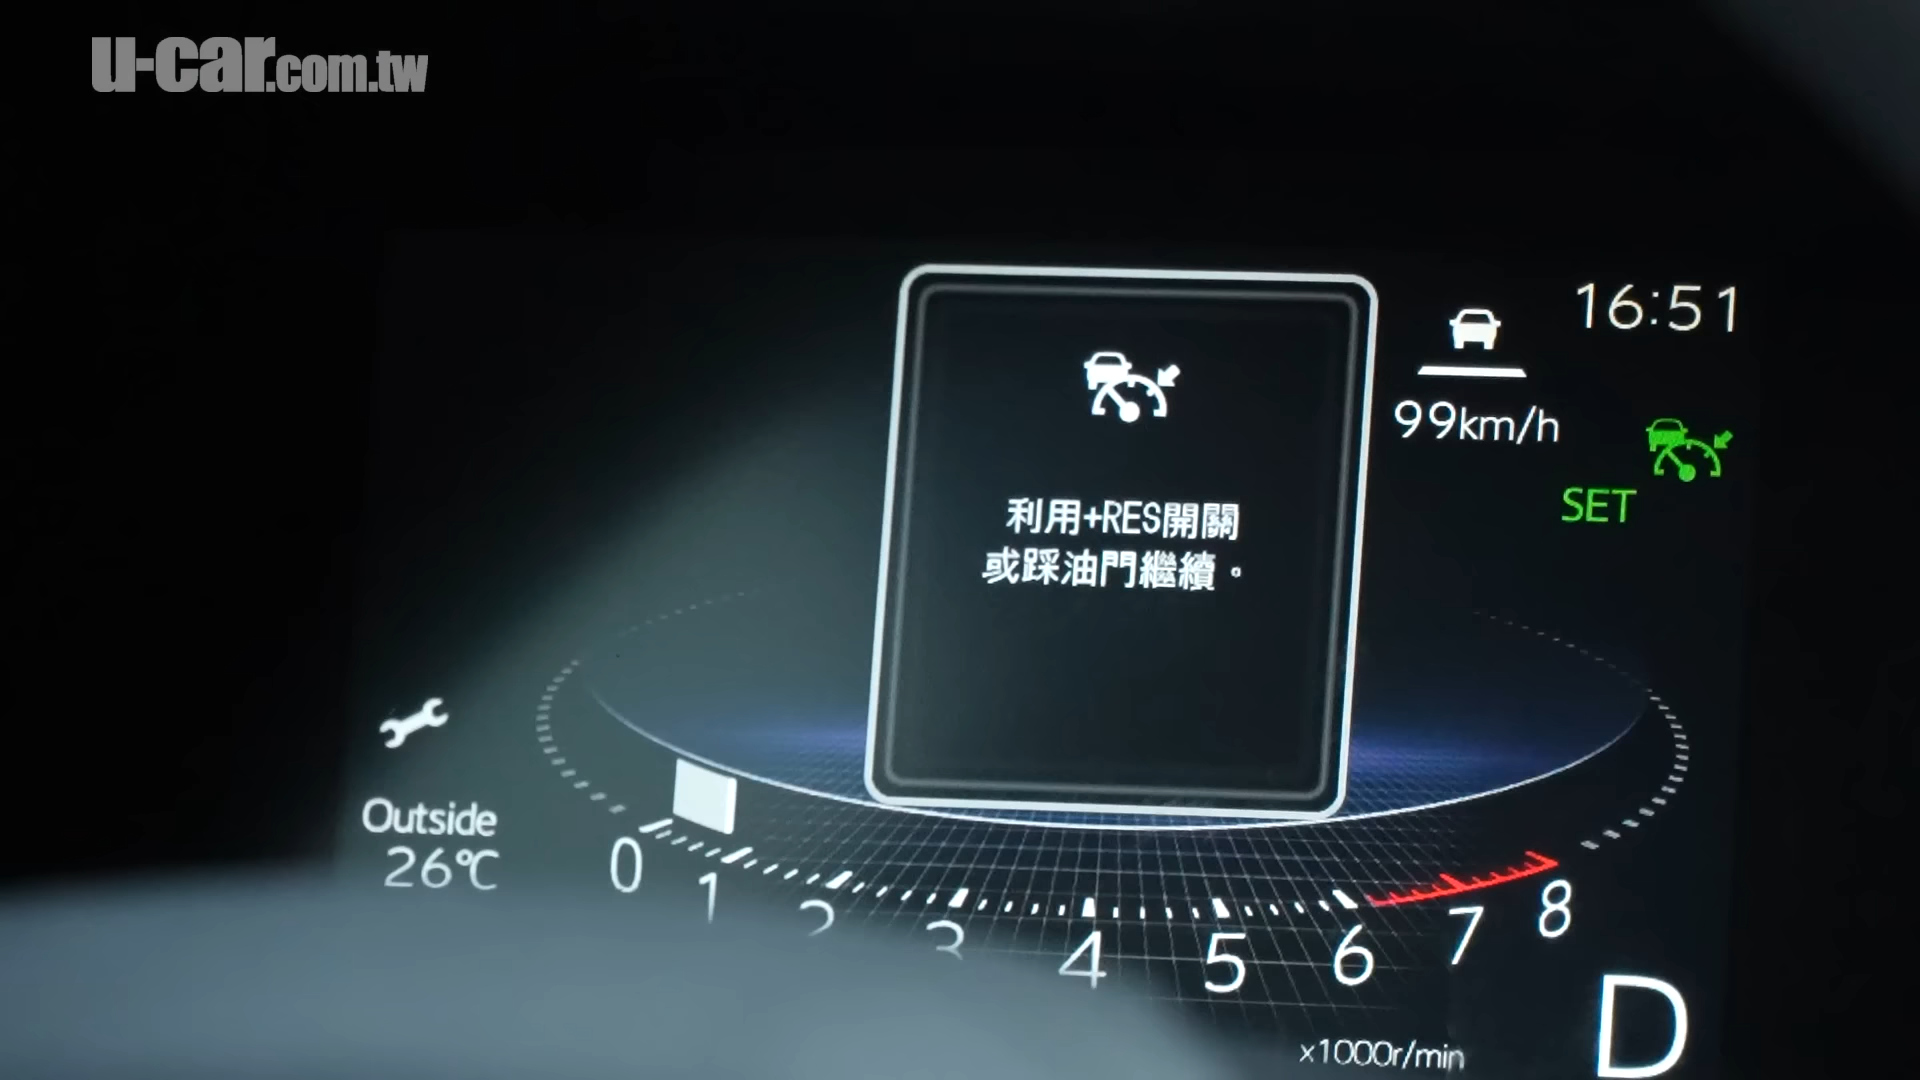 u-car.com.tw
16:51
99km/h
SET
利用+RES開關
或踩油門繼續。
Outside
26℃
0 1 2 3 4 5 6 7 8
x1000r/min
D